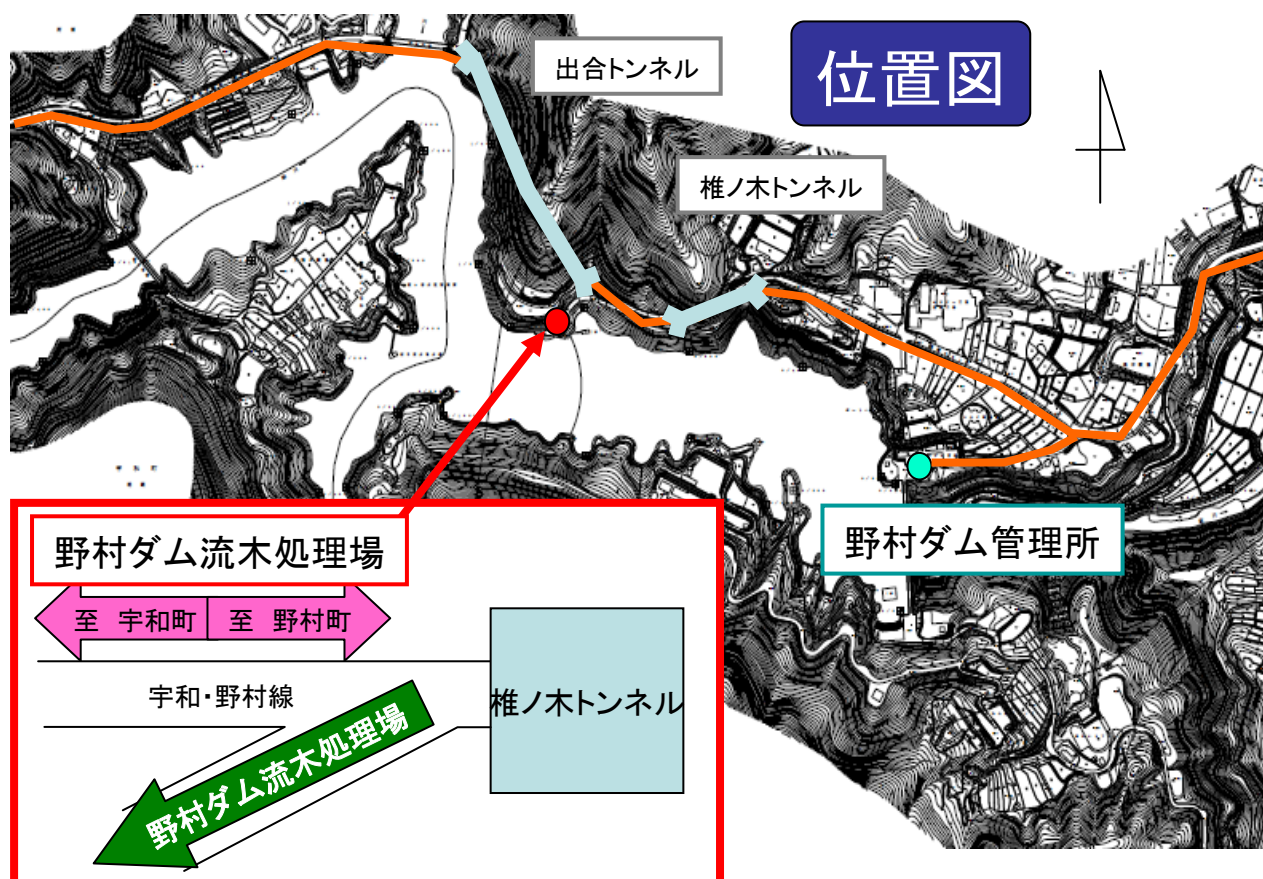 位置図
出合トンネル
椎ノ木トンネル
野村ダム管理所
野村ダム流木処理場
至 宇和町
至 野村町
宇和・野村線
椎ノ木トンネル
野村ダム流木処理場